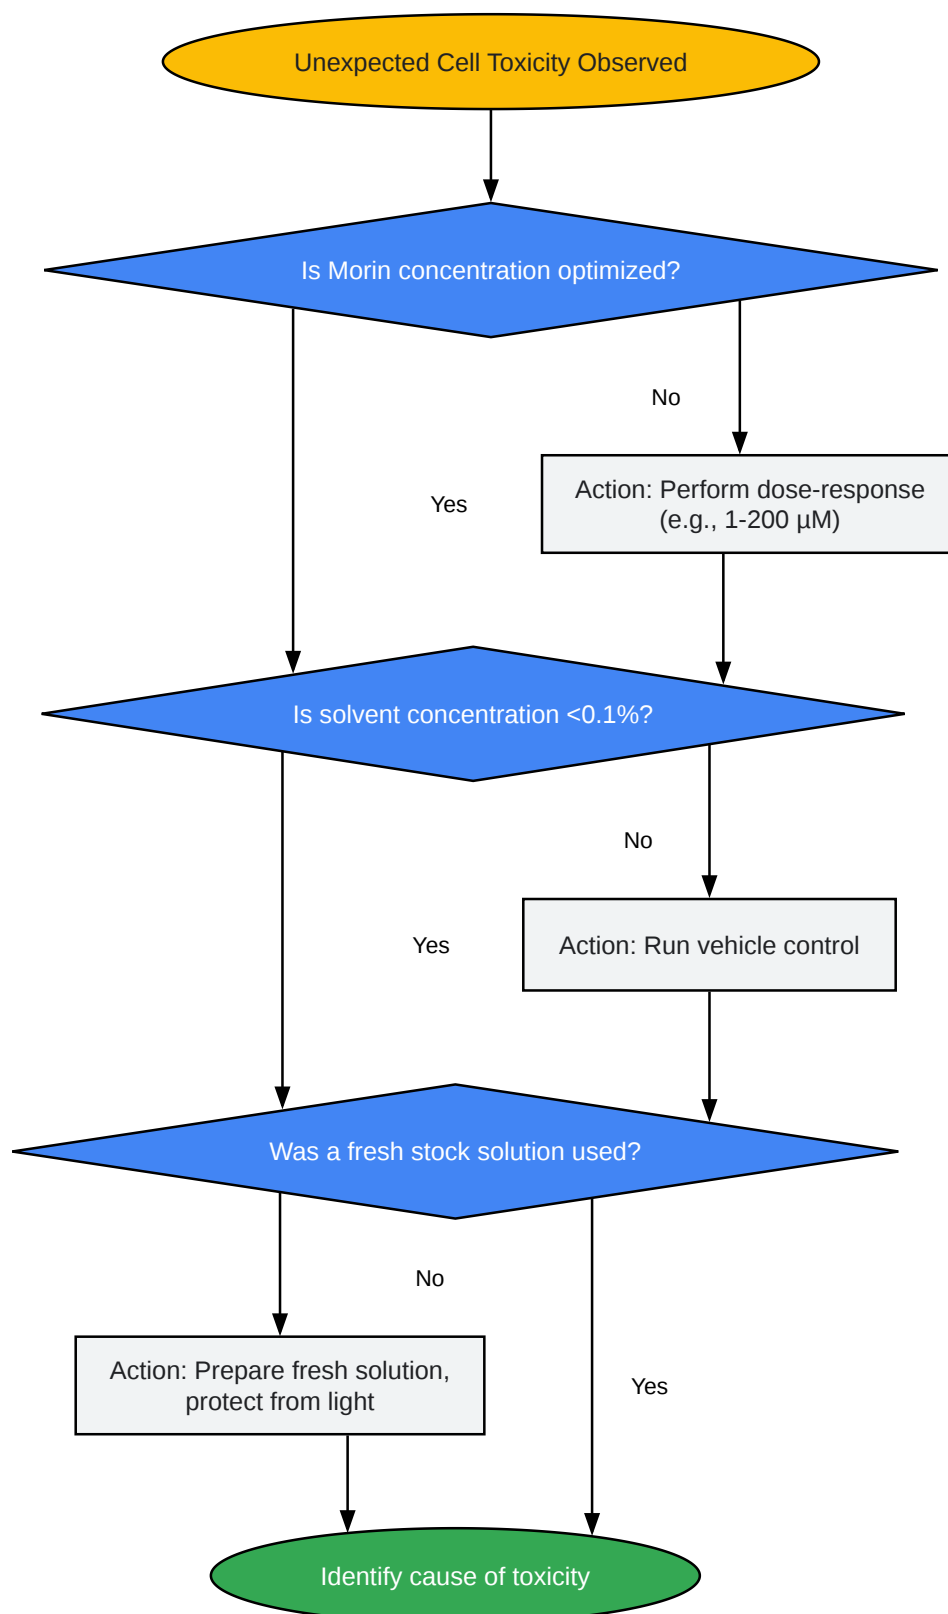 Unexpected Cell Toxicity Observed
Is Morin concentration optimized?
No
Action: Perform dose-response
(e.g., 1-200 µM)
Yes
Is solvent concentration <0.1%?
No
Action: Run vehicle control
Yes
Was a fresh stock solution used?
No
Action: Prepare fresh solution,
protect from light
Yes
Identify cause of toxicity